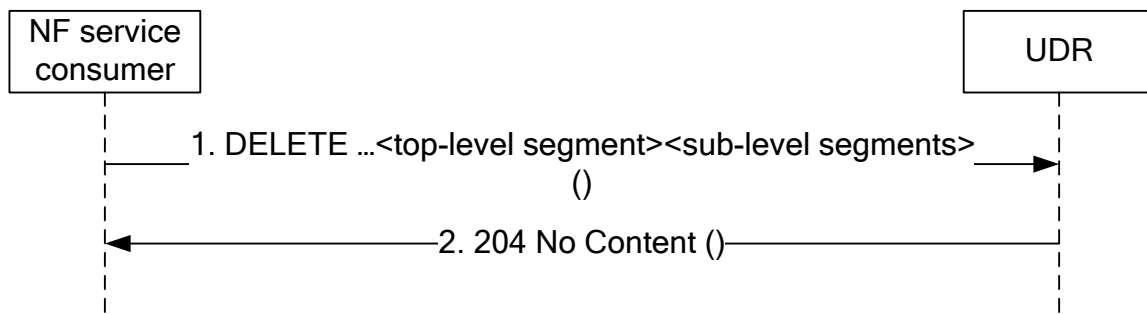 NF service
consumer
UDR
1. DELETE …<top-level segment><sub-level segments>
()
2. 204 No Content ()